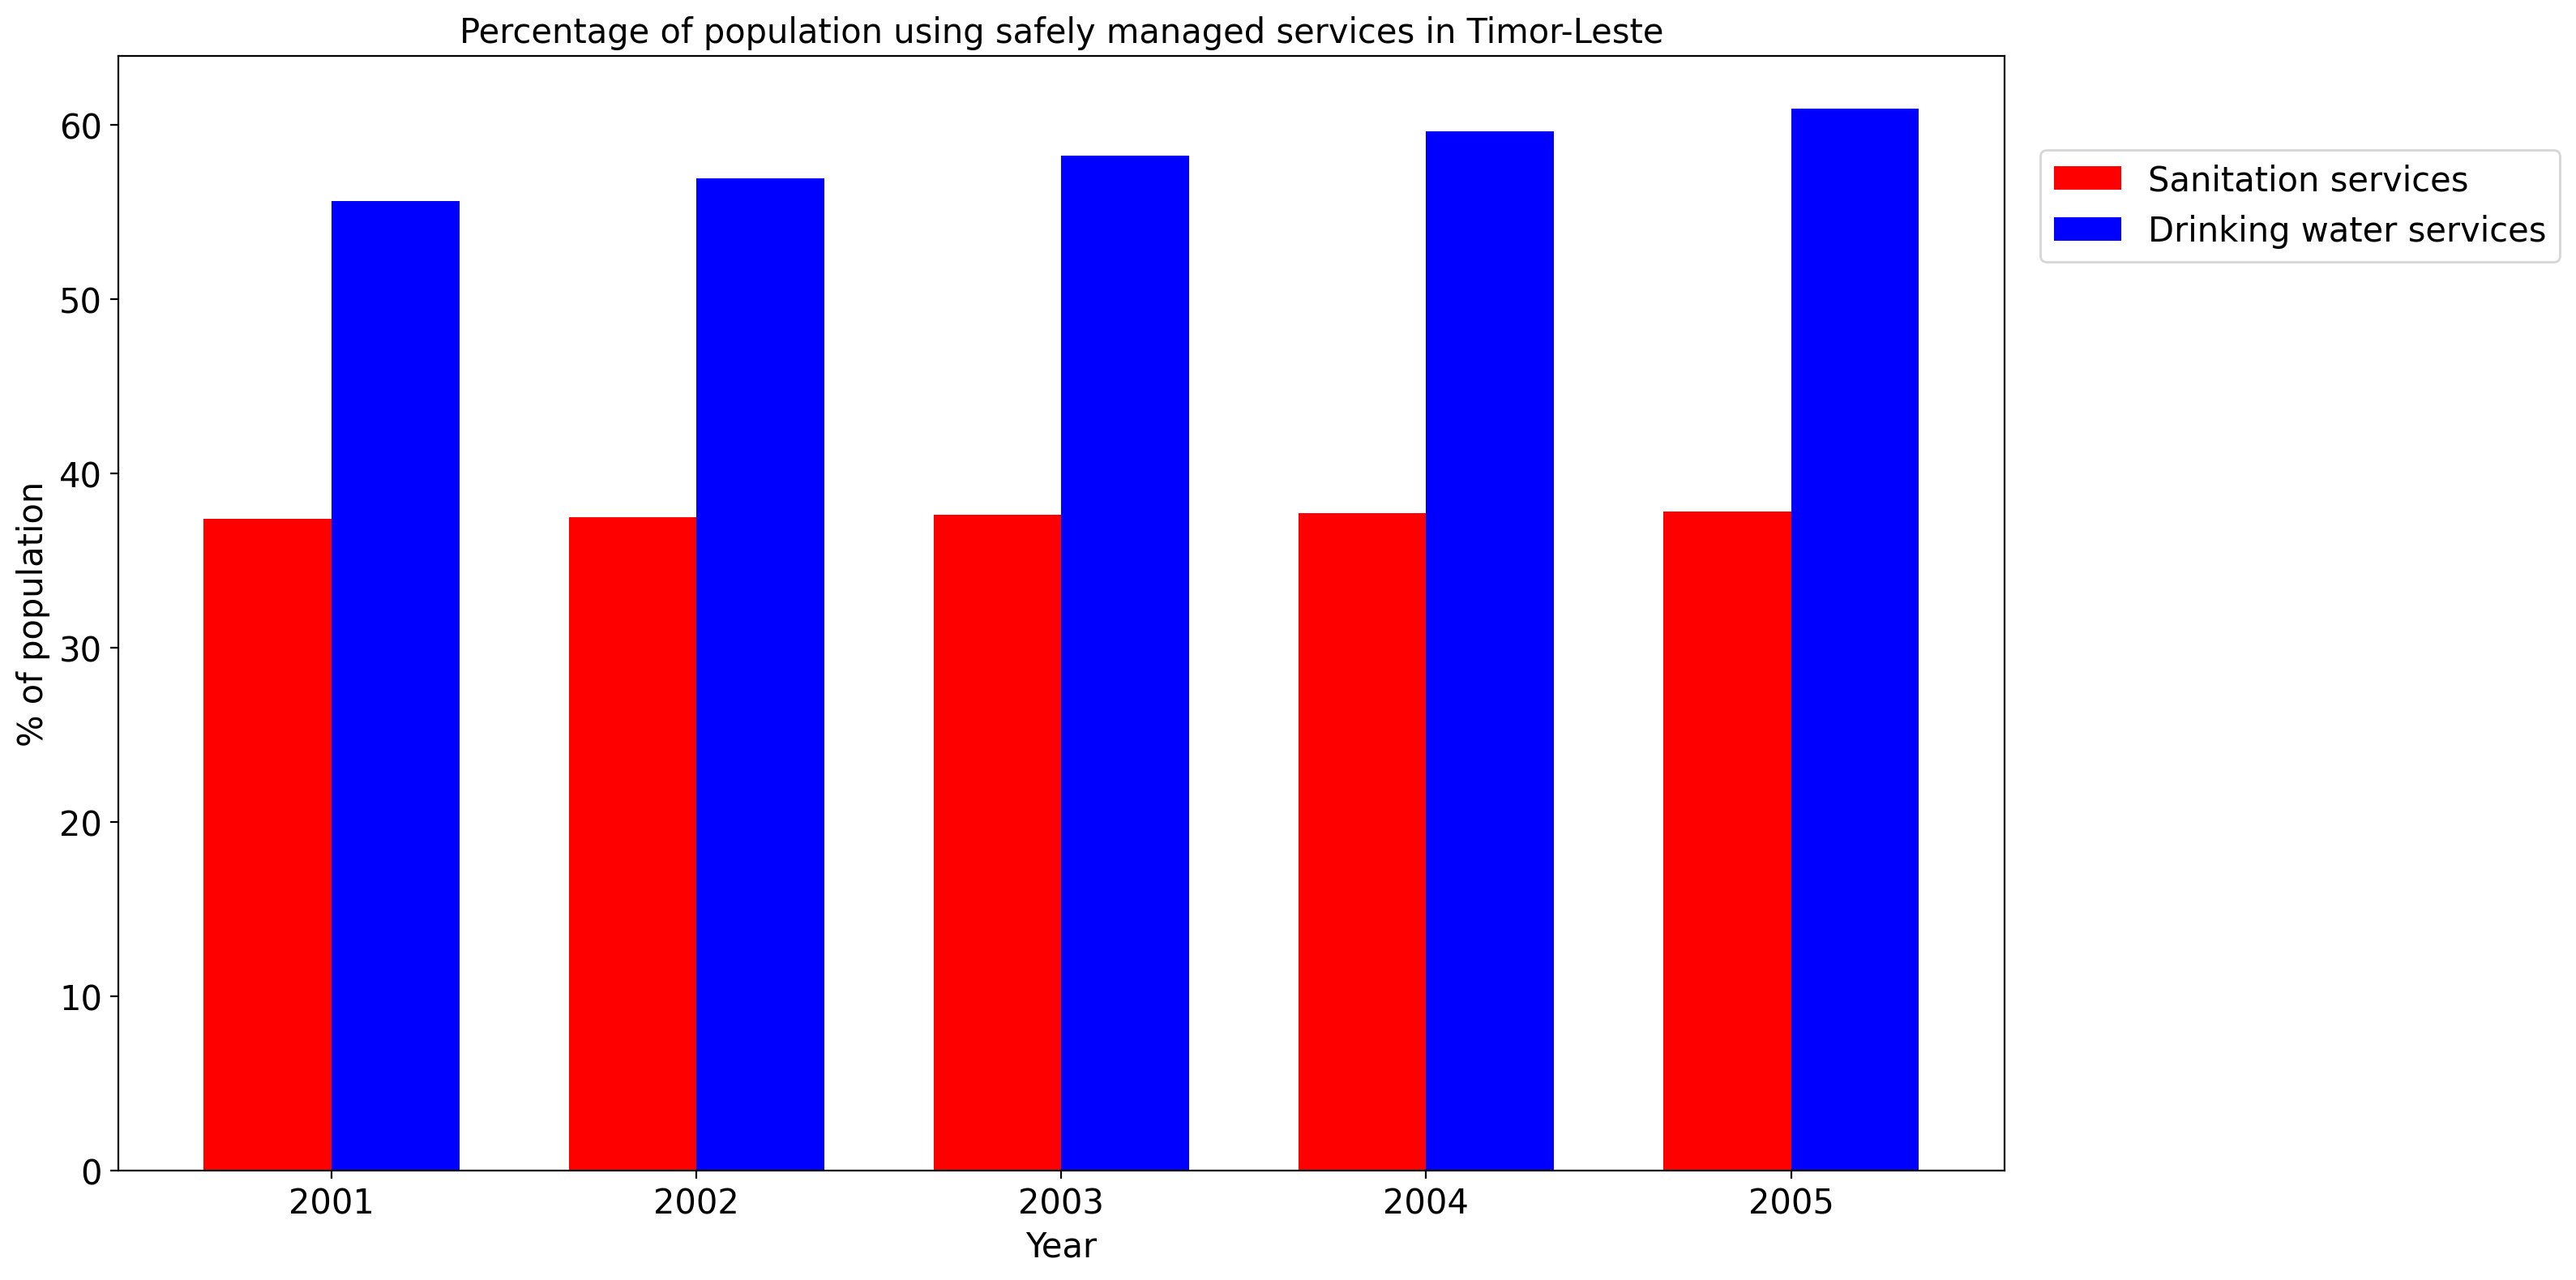 Percentage of population using safely managed services in Timor-Leste
% of population
60
50
40
30
20
10
0
2001 2002 2003 2004 2005
Year
Sanitation services
Drinking water services